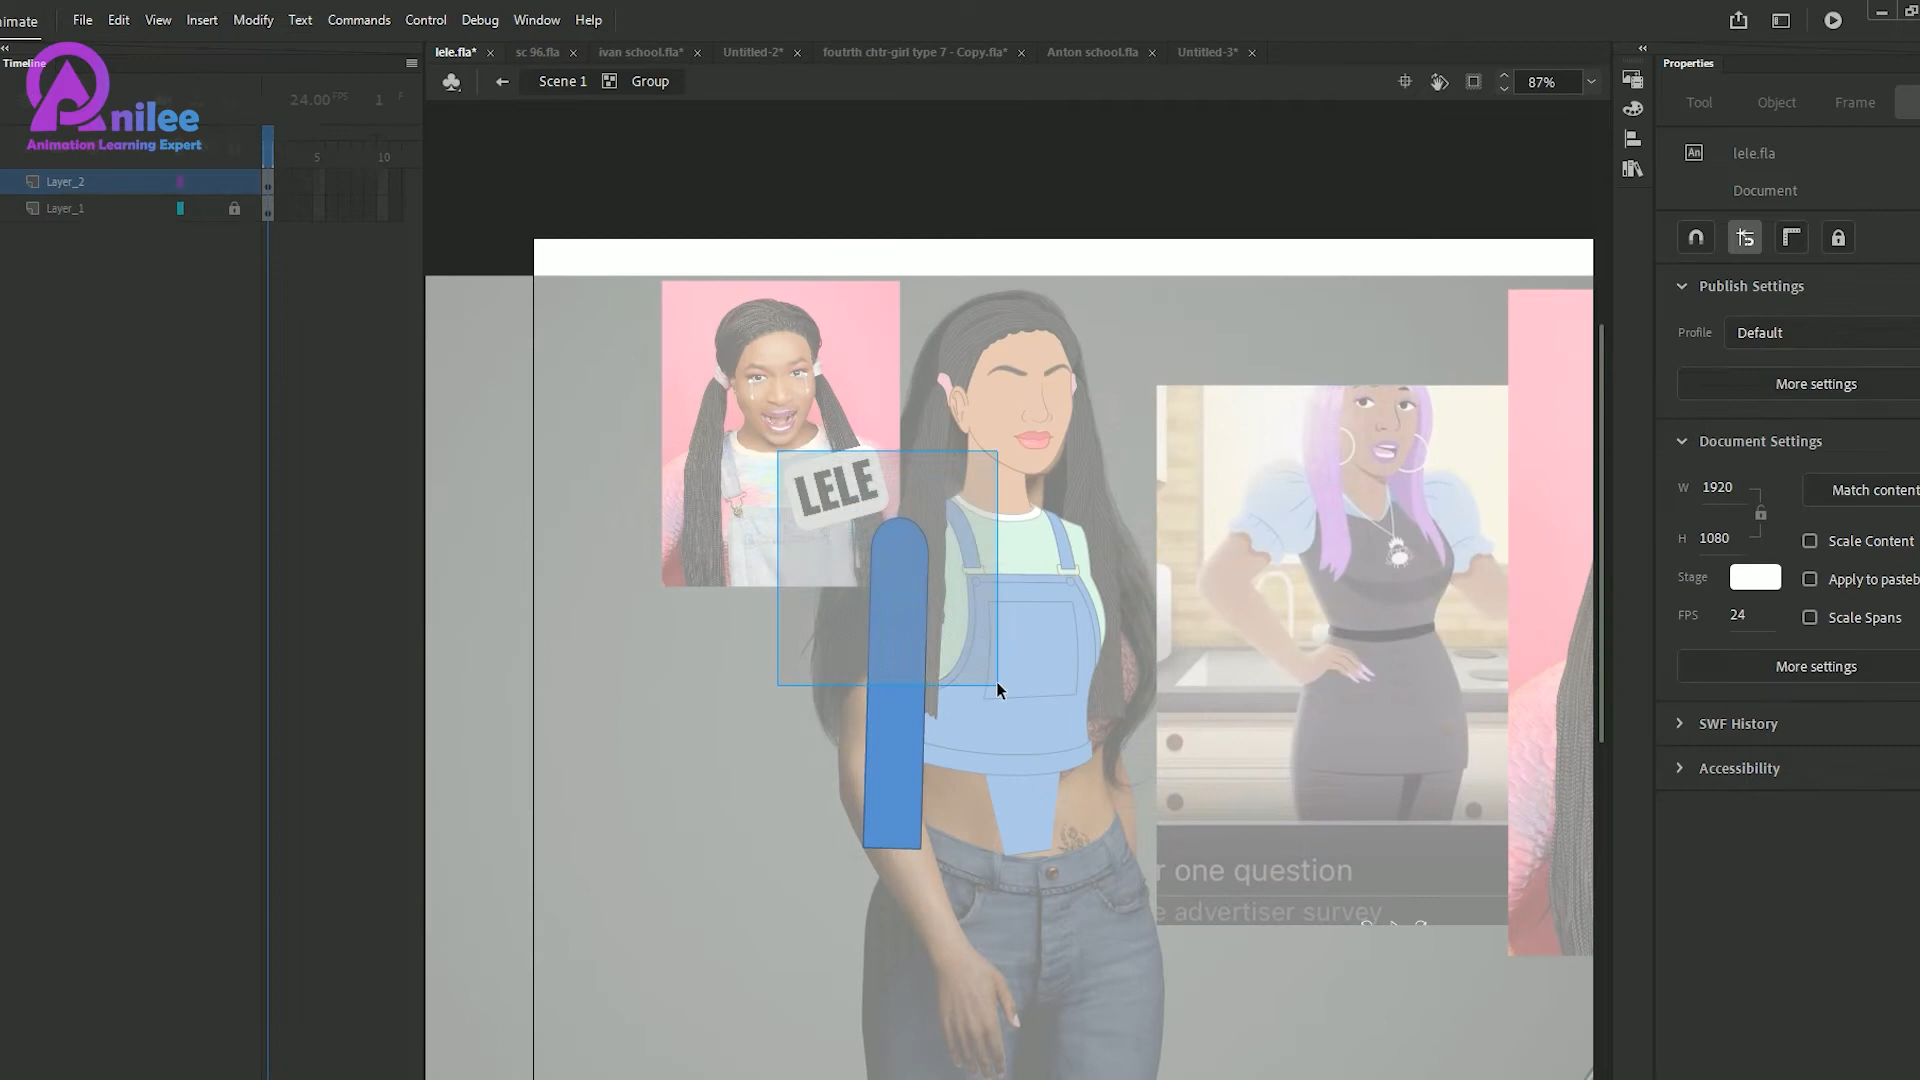 nimate File Edit View Insert Modify Text Commands Control Debug Window Help
lele.fla* sc 96.fla ivan school.fla* Untitled-2* foutrth chtr-girl type 7 - Copy.fla* Anton school.fla Untitled-3*
Timeline
Properties
Scene 1 Group 87%
24.00 FPS 1 F
Tool Object Frame
nilee
Animation Learning Expert
5 10
An lele.fla
Document
Layer_2
Layer_1
Publish Settings
Profile Default
More settings
Document Settings
W 1920 Match content
H 1080 Scale Content
Stage Apply to pasteb
FPS 24 Scale Spans
More settings
SWF History
Accessibility
LELE
r one question
e advertiser survey